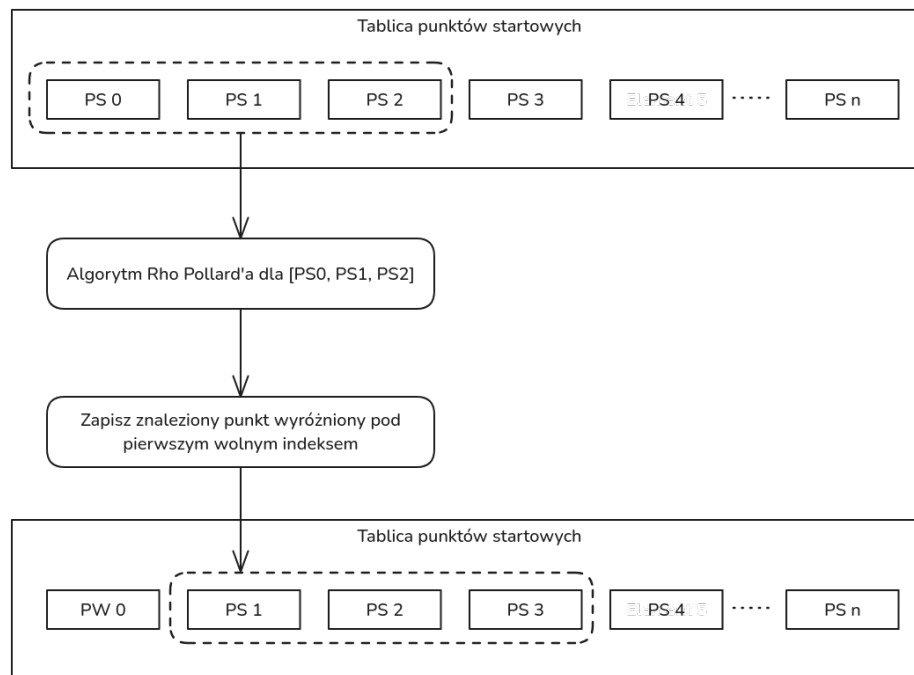 Tablica punktów startowych
PS 0 PS 1 PS 2 PS 3 PS 4 ...... PS n
Algorytm Rho Pollard'a dla [PS0, PS1, PS2]
Zapisz znaleziony punkt wyróżniony pod
pierwszym wolnym indeksem
Tablica punktów startowych
PW 0 PS 1 PS 2 PS 3 PS 4 ...... PS n